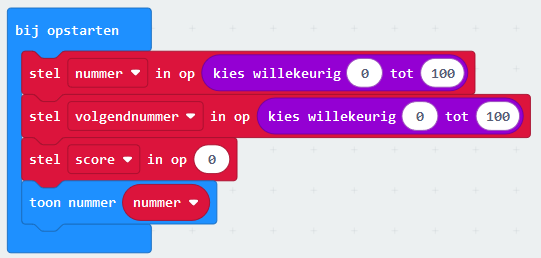 bij opstarten
stel nummer in op kies willekeurig 0 tot 100
stel volgendnummer in op kies willekeurig 0 tot 100
stel score in op 0
toon nummer nummer